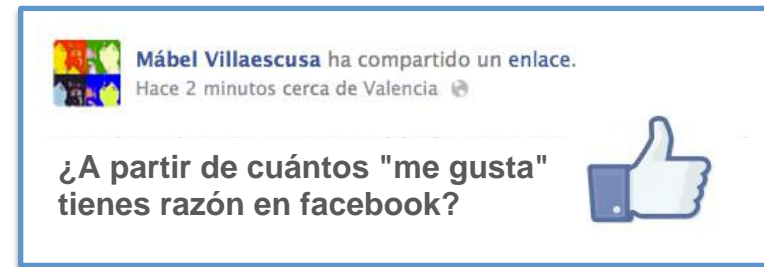 Mábel Villaescusa ha compartido un enlace.
Hace 2 minutos cerca de Valencia
¿A partir de cuántos "me gusta"
tienes razón en facebook?